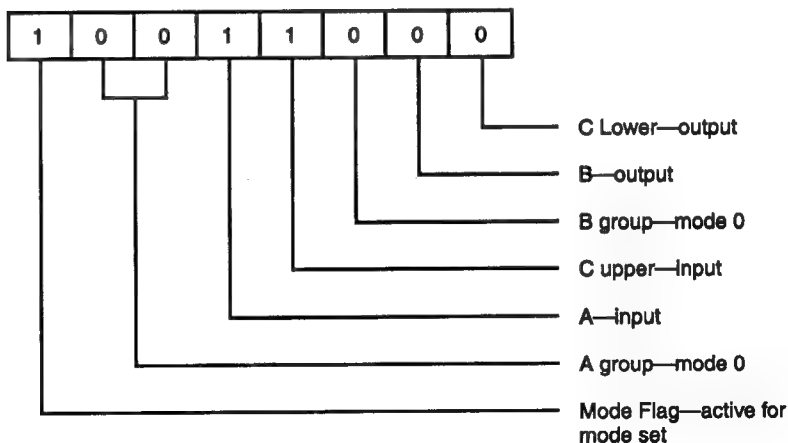 1 0 0 1 1 0 0 0
C Lower—output
B—output
B group—mode 0
C upper—input
A—input
A group—mode 0
Mode Flag—active for
mode set